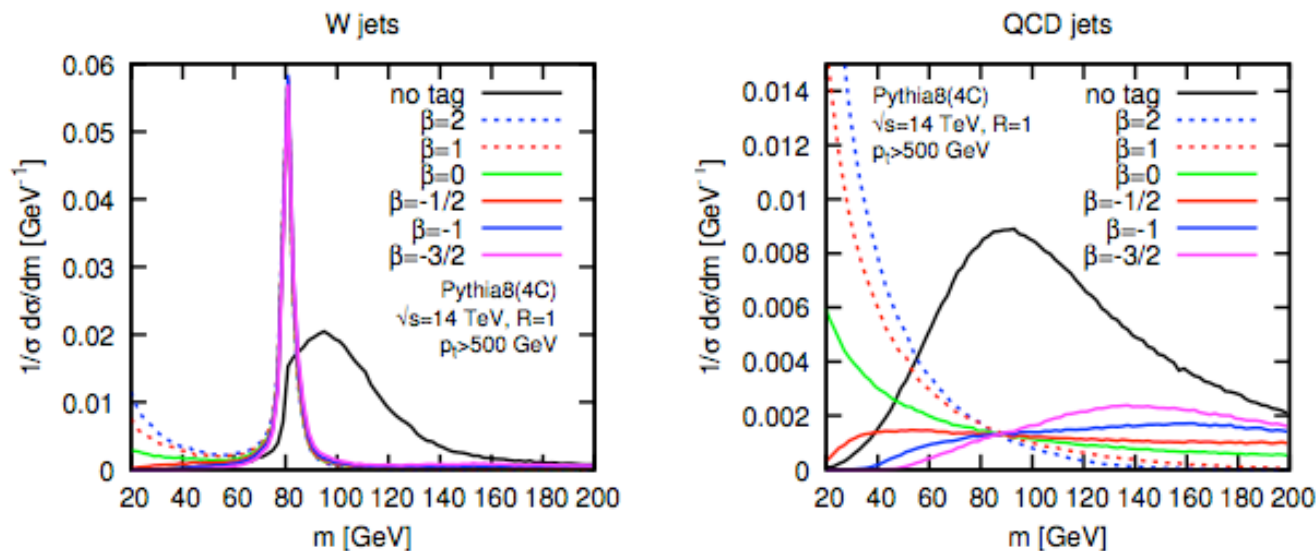 W jets
1/σ dσ/dm [GeV⁻¹]
0.06
0.05
0.04
0.03
0.02
0.01
0
no tag
β=2
β=1
β=0
β=-1/2
β=-1
β=-3/2
Pythia8(4C)
√s=14 TeV, R=1
pₜ>500 GeV
20 40 60 80 100 120 140 160 180 200
m [GeV]
QCD jets
1/σ dσ/dm [GeV⁻¹]
0.014
0.012
0.01
0.008
0.006
0.004
0.002
0
Pythia8(4C)
√s=14 TeV, R=1
pₜ>500 GeV
no tag
β=2
β=1
β=0
β=-1/2
β=-1
β=-3/2
20 40 60 80 100 120 140 160 180 200
m [GeV]